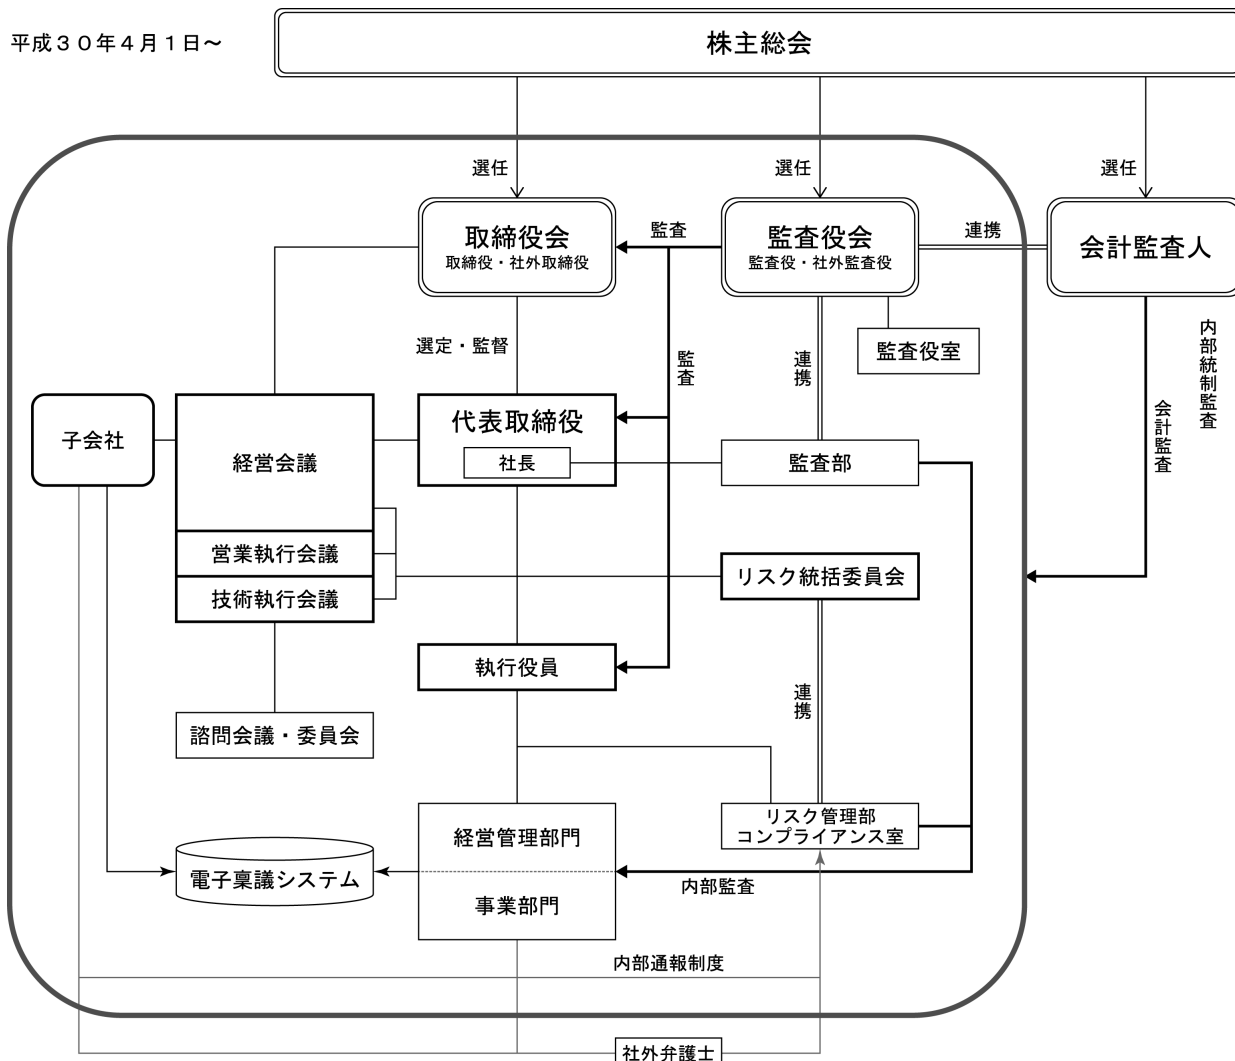 平成３０年４月１日～
株主総会
選任
選任
選任
取締役会
取締役・社外取締役
監査
監査役会
監査役・社外監査役
連携
会計監査人
選定・監督
監査
連携
監査役室
内部統制監査
会計監査
子会社
経営会議
代表取締役
社長
監査部
営業執行会議
技術執行会議
リスク統括委員会
執行役員
連携
諮問会議・委員会
経営管理部門
リスク管理部
コンプライアンス室
電子稟議システム
内部監査
事業部門
内部通報制度
社外弁護士